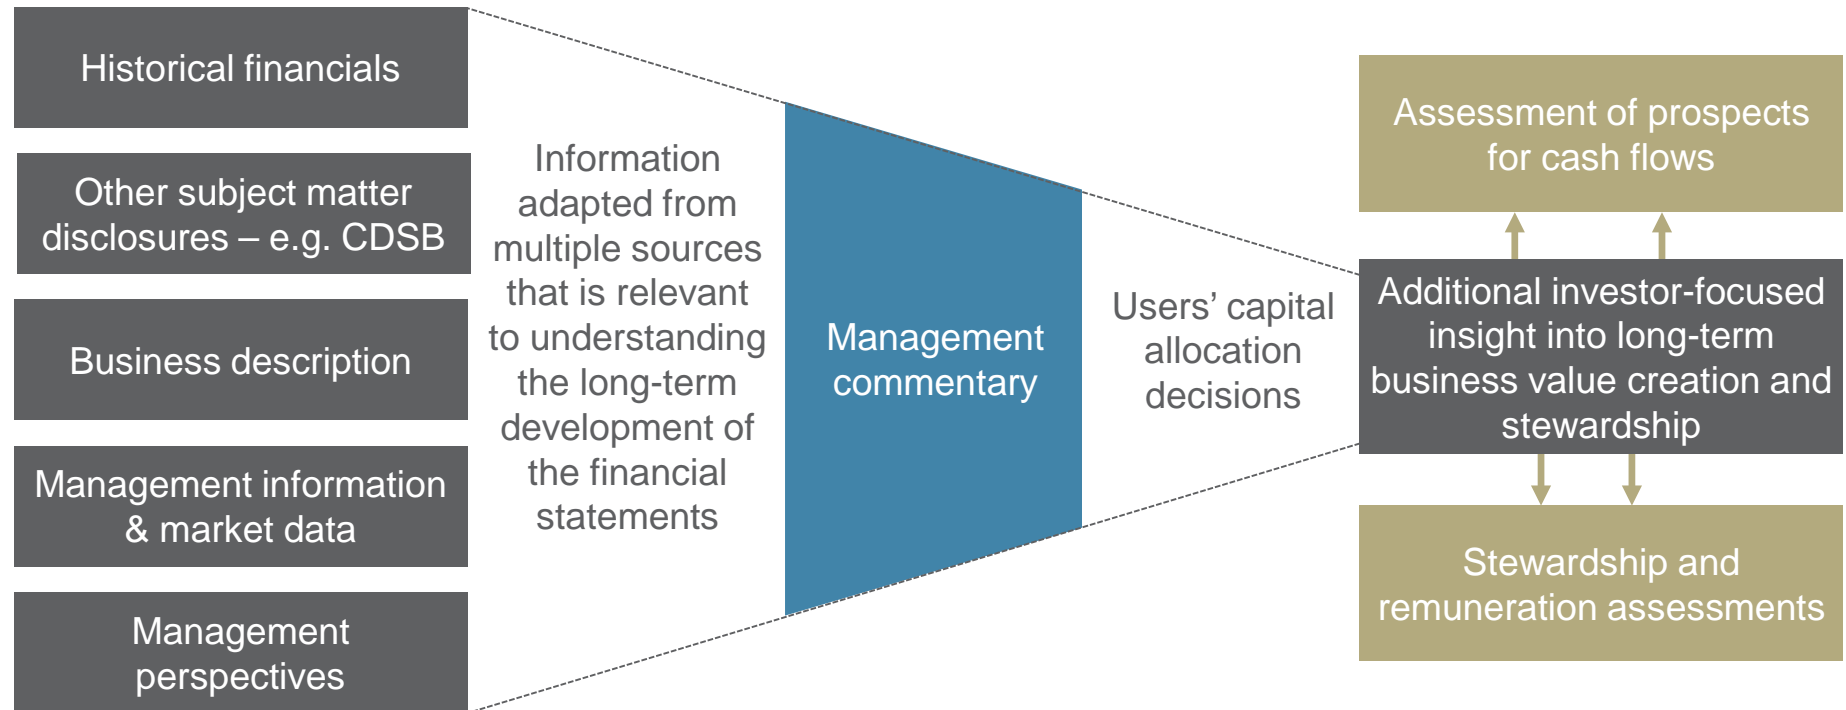 Historical financials
Other subject matter
disclosures – e.g. CDSB
Business description
Management information
& market data
Management
perspectives
Information
adapted from
multiple sources
that is relevant
to understanding
the long-term
development of
the financial
statements
Management
commentary
Users’ capital
allocation
decisions
Assessment of prospects
for cash flows
Additional investor-focused
insight into long-term
business value creation and
stewardship
Stewardship and
remuneration assessments